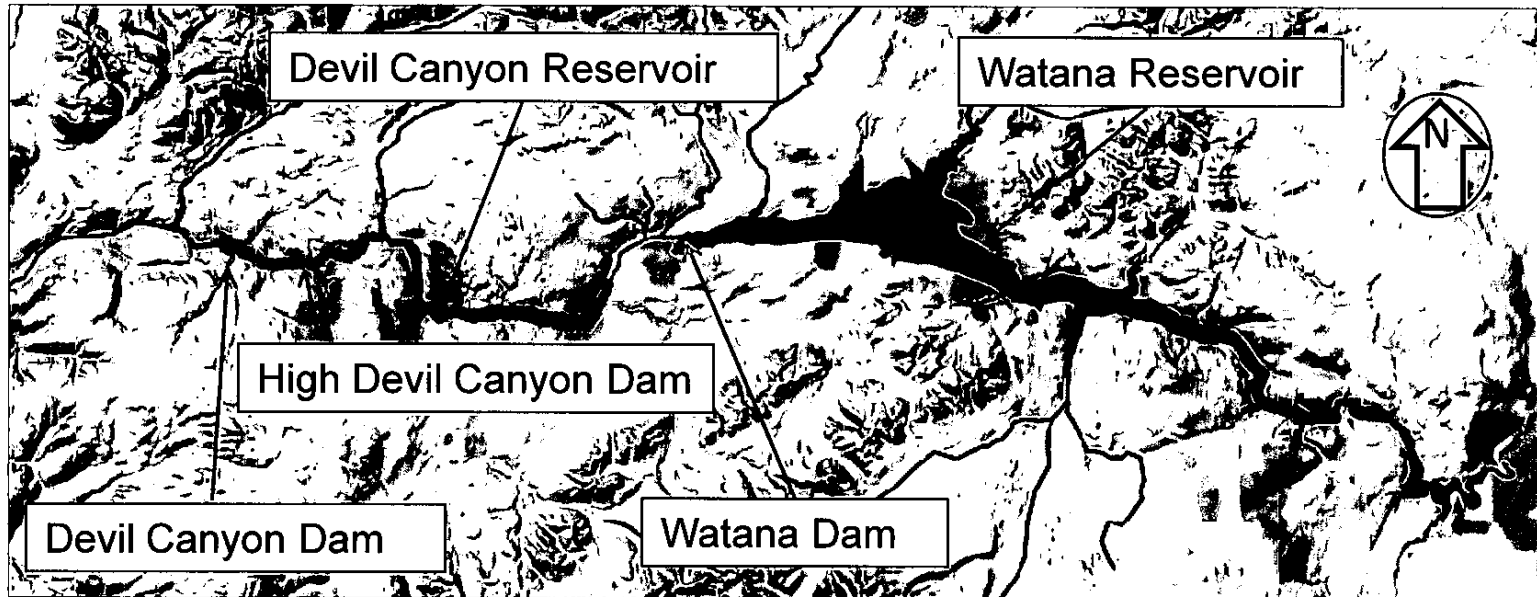 Devil Canyon Reservoir
Watana Reservoir
N
High Devil Canyon Dam
Devil Canyon Dam
Watana Dam